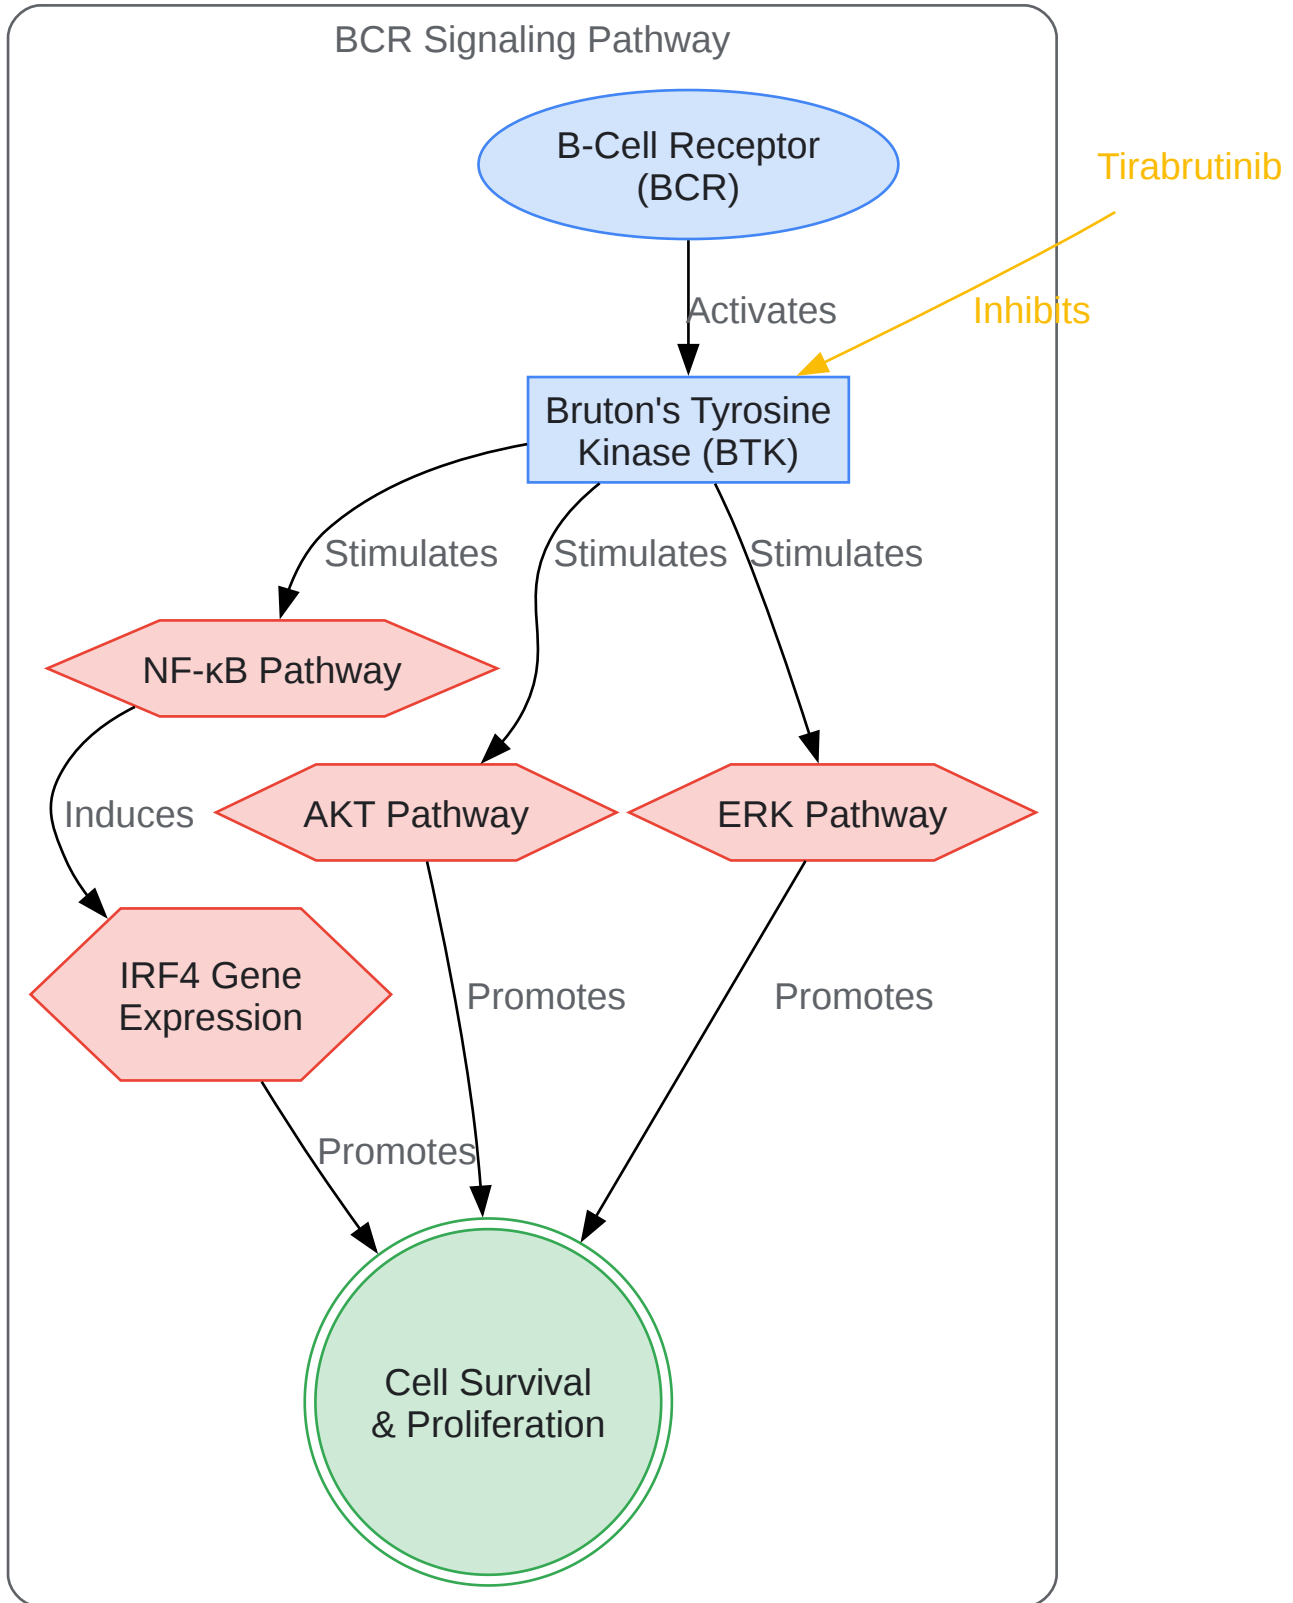 BCR Signaling Pathway
B-Cell Receptor
(BCR)
Tirabrutinib
Activates
Inhibits
Bruton's Tyrosine
Kinase (BTK)
Stimulates
Stimulates
Stimulates
NF-κB Pathway
Induces
AKT Pathway
ERK Pathway
IRF4 Gene
Expression
Promotes
Promotes
Promotes
Cell Survival
& Proliferation